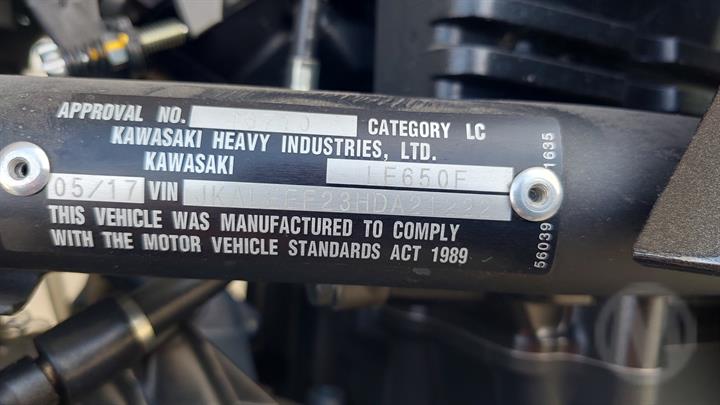 APPROVAL NO. CATEGORY LC
KAWASAKI HEAVY INDUSTRIES, LTD.
KAWASAKI LE650F
05/17 VIN
THIS VEHICLE WAS MANUFACTURED TO COMPLY
WITH THE MOTOR VEHICLE STANDARDS ACT 1989
56039 1635